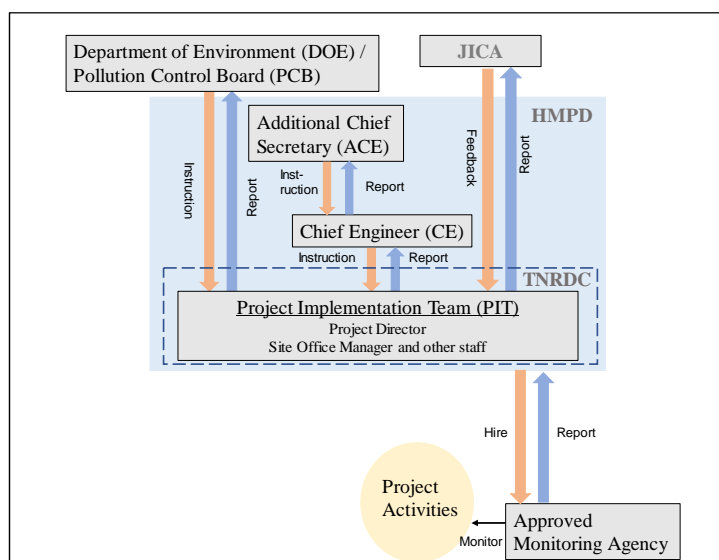 Department of Environment (DOE) /
Pollution Control Board (PCB)
JICA
HMPD
Additional Chief
Secretary (ACE)
Instruction
Report
Inst-
ruction
Report
Feedback
Report
Chief Engineer (CE)
Instruction
Report
TNRDC
Project Implementation Team (PIT)
Project Director
Site Office Manager and other staff
Hire
Report
Project
Activities
Monitor
Approved
Monitoring Agency